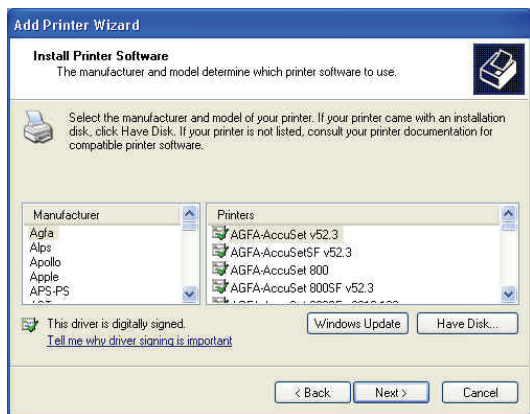 Add Printer Wizard
Install Printer Software
The manufacturer and model determine which printer software to use.
Select the manufacturer and model of your printer. If your printer came with an installation
disk, click Have Disk. If your printer is not listed, consult your printer documentation for
compatible printer software.
Manufacturer
Agfa
Alps
Apollo
Apple
APS-PS
Printers
AGFA-AccuSet v52.3
AGFA-AccuSetSF v52.3
AGFA-AccuSet 800
AGFA-AccuSet 800SF v52.3
This driver is digitally signed.
Tell me why driver signing is important
Windows Update
Have Disk...
< Back
Next >
Cancel